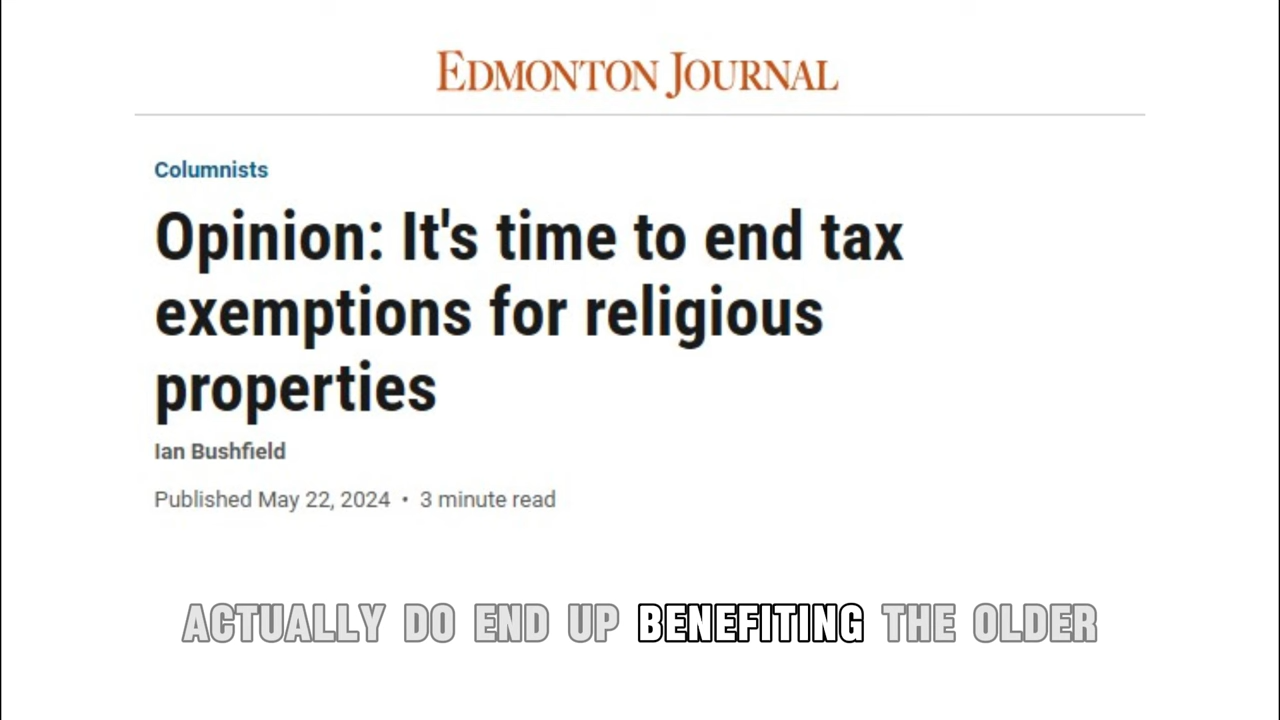 EDMONTON JOURNAL
Columnists
Opinion: It's time to end tax
exemptions for religious
properties
Ian Bushfield
Published May 22, 2024 • 3 minute read
ACTUALLY DO END UP BENEFITING THE OLDER